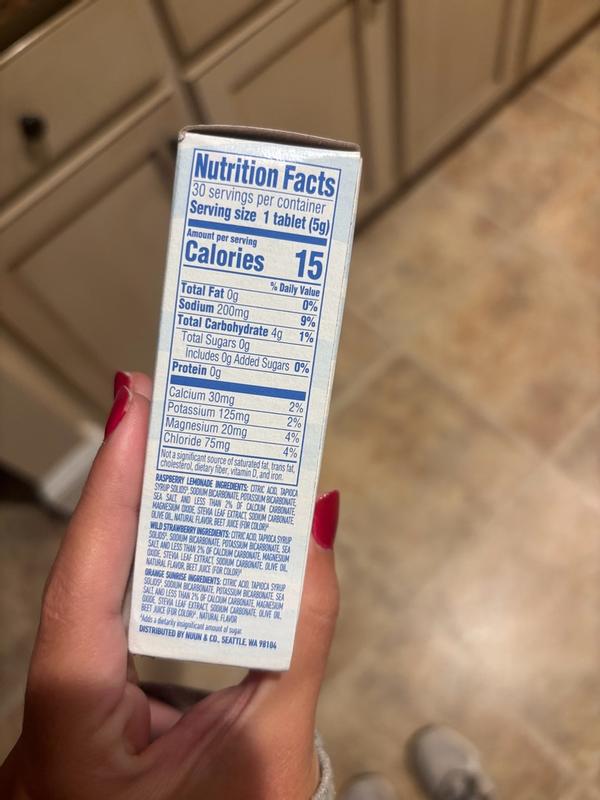 Nutrition Facts
30 servings per container
Serving size 1 tablet (5g)
Amount per serving
Calories 15
% Daily Value
Total Fat 0g 0%
Sodium 200mg 9%
Total Carbohydrate 4g 1%
Total Sugars 0g
Includes 0g Added Sugars 0%
Protein 0g
Calcium 30mg 2%
Potassium 125mg 2%
Magnesium 20mg 4%
Chloride 75mg 4%
Not a significant source of saturated fat, trans fat,
cholesterol, dietary fiber, vitamin D, and iron.
RASPBERRY LEMONADE INGREDIENTS: CITRIC ACID, TAPIOCA
SYRUP SOLIDS*, SODIUM BICARBONATE, POTASSIUM BICARBONATE,
SEA SALT, AND LESS THAN 2% OF CALCIUM CARBONATE,
MAGNESIUM OXIDE, STEVIA LEAF EXTRACT, SODIUM CARBONATE,
OLIVE OIL, NATURAL FLAVOR, BEET JUICE (FOR COLOR)*
WILD STRAWBERRY INGREDIENTS: CITRIC ACID, TAPIOCA SYRUP
SOLIDS*, SODIUM BICARBONATE, POTASSIUM BICARBONATE, SEA
SALT, AND LESS THAN 2% OF CALCIUM CARBONATE, MAGNESIUM
OXIDE, STEVIA LEAF EXTRACT, SODIUM CARBONATE, OLIVE OIL,
NATURAL FLAVOR, BEET JUICE (FOR COLOR)*
ORANGE SUNRISE INGREDIENTS: CITRIC ACID, TAPIOCA SYRUP
SOLIDS*, SODIUM BICARBONATE, POTASSIUM BICARBONATE, SEA
SALT, AND LESS THAN 2% OF CALCIUM CARBONATE, MAGNESIUM
OXIDE, STEVIA LEAF EXTRACT, SODIUM CARBONATE, OLIVE OIL,
BEET JUICE (FOR COLOR)*, NATURAL FLAVOR
*Adds a dietarily insignificant amount of sugar.
DISTRIBUTED BY NUUN & CO., SEATTLE, WA 98104